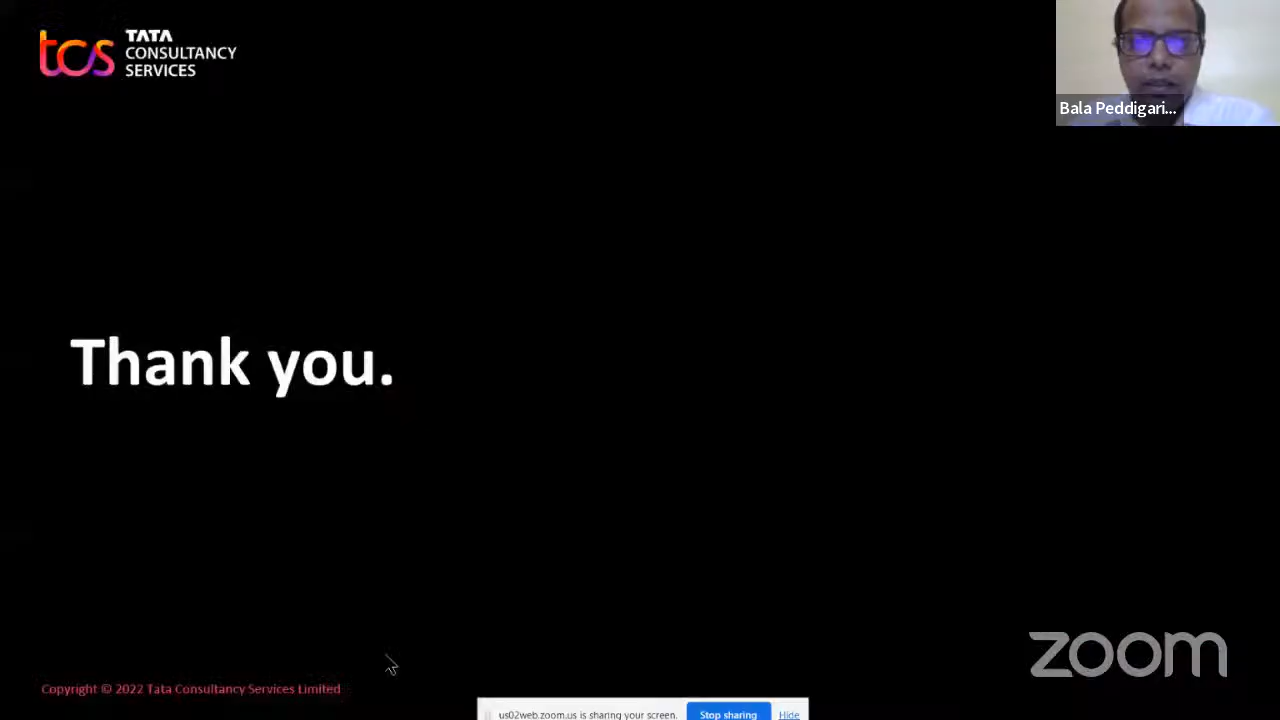 tcs
TATA
CONSULTANCY
SERVICES
Bala Peddigari...
Thank you.
zoom
Copyright © 2022 Tata Consultancy Services Limited
us02web.zoom.us is sharing your screen.
Stop sharing
Hide